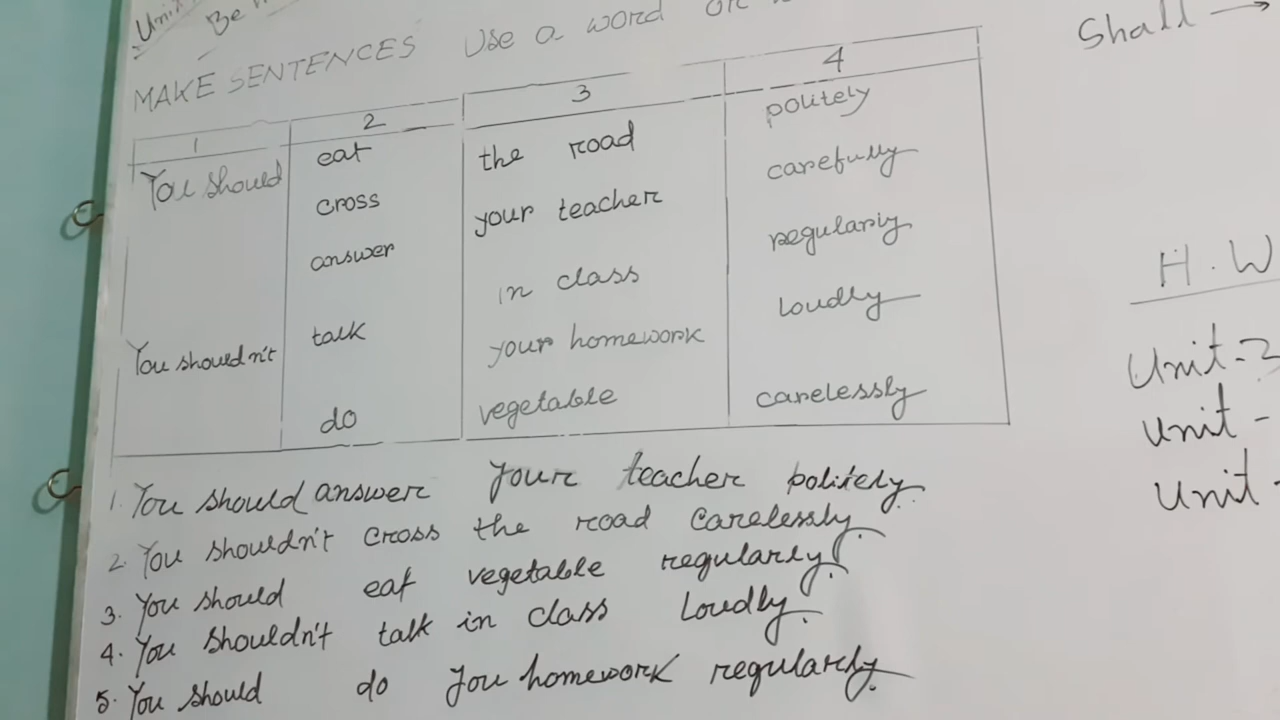 Unit
Be
MAKE SENTENCES Use a word
Shall →
1 2 3 4
You should eat the road politely
cross your teacher carefully
answer in class regularly
You shouldn't talk your homework loudly
do vegetable carelessly
1. You should answer your teacher politely.
2. You shouldn't cross the road carelessly.
3. You should eat vegetable regularly.
4. You shouldn't talk in class loudly.
5. You should do you homework regularly.
H.W
Unit-2
Unit -
Unit -